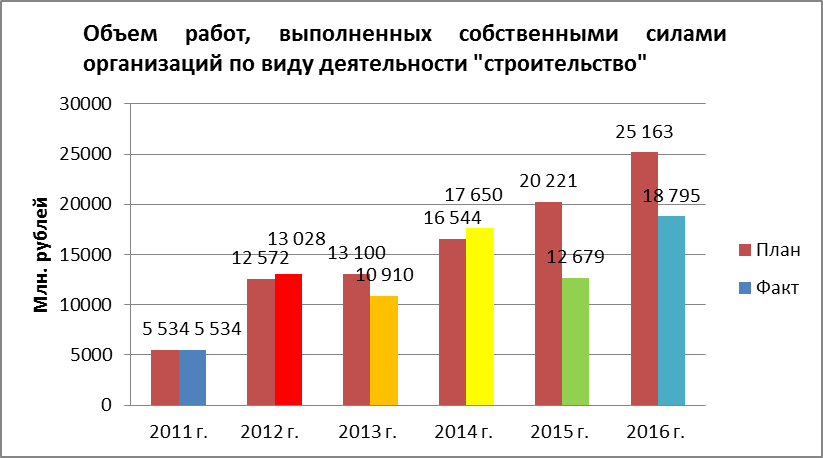 Объем работ, выполненных собственными силами
организаций по виду деятельности "строительство"
Млн. рублей
30000
25000
20000
15000
10000
5000
0
5 534 5 534
12 572 13 028
13 100 10 910
16 544 17 650
20 221 12 679
25 163 18 795
2011 г. 2012 г. 2013 г. 2014 г. 2015 г. 2016 г.
План
Факт